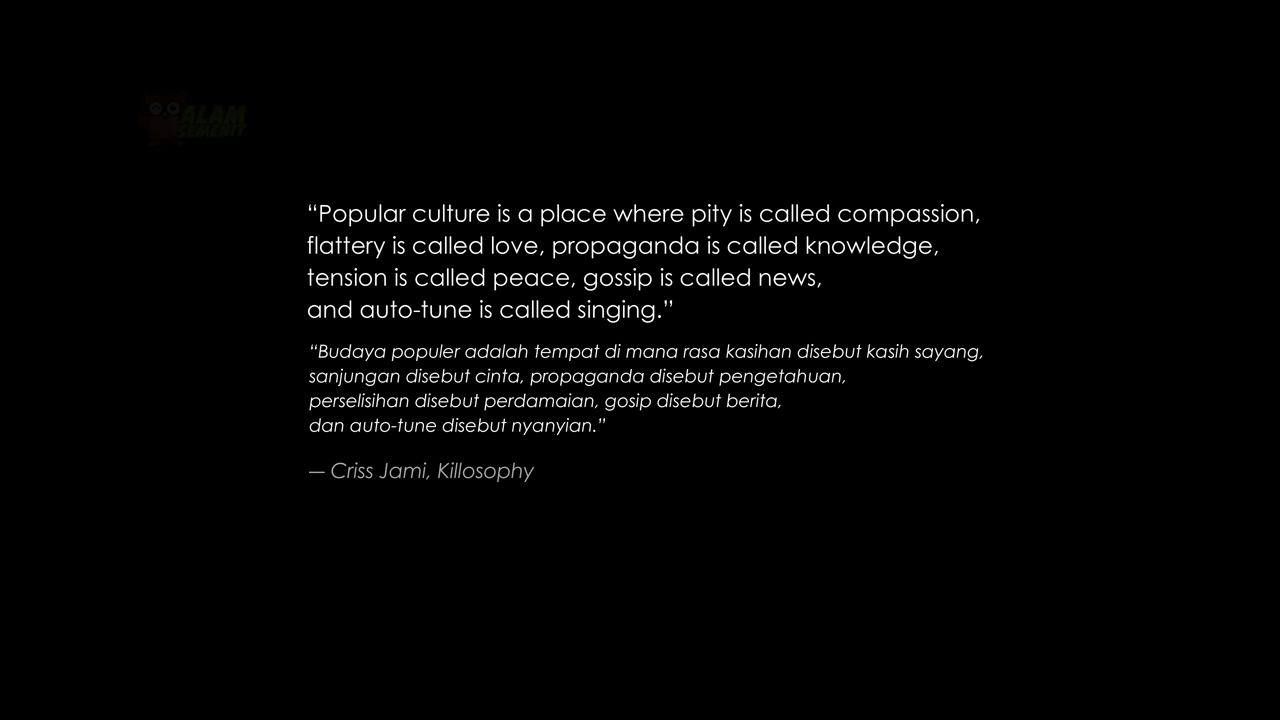 ALAM
SEMENIT
“Popular culture is a place where pity is called compassion,
flattery is called love, propaganda is called knowledge,
tension is called peace, gossip is called news,
and auto-tune is called singing.”
“Budaya populer adalah tempat di mana rasa kasihan disebut kasih sayang,
sanjungan disebut cinta, propaganda disebut pengetahuan,
perselisihan disebut perdamaian, gosip disebut berita,
dan auto-tune disebut nyanyian.”
— Criss Jami, Killosophy